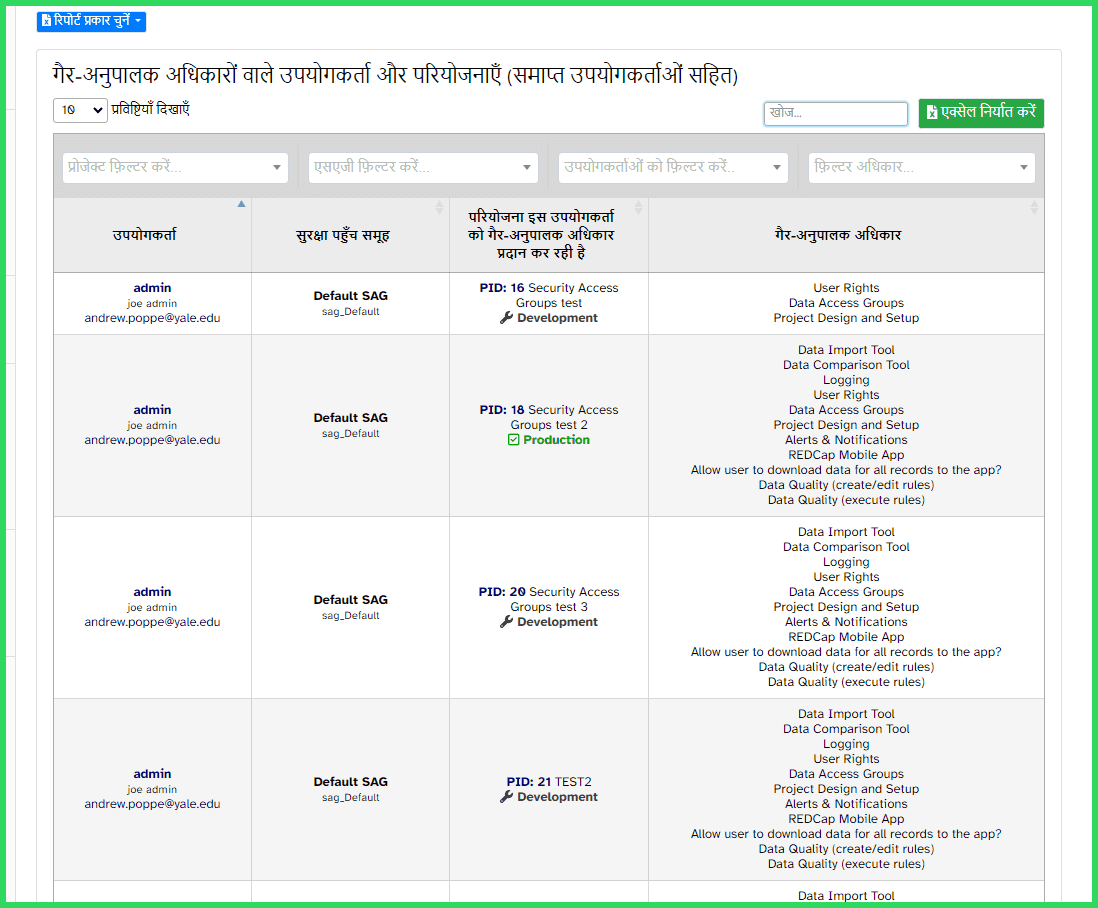 रिपोर्ट प्रकार चुनें
गैर-अनुपालक अधिकारों वाले उपयोगकर्ता और परियोजनाएँ (समाप्त उपयोगकर्ताओं सहित)
10 प्रविष्टियाँ दिखाएँ
खोज...
एक्सेल निर्यात करें
प्रोजेक्ट फ़िल्टर करें...
एसएजी फ़िल्टर करें...
उपयोगकर्ताओं को फ़िल्टर करें..
फ़िल्टर अधिकार...
उपयोगकर्ता
सुरक्षा पहुँच समूह
परियोजना इस उपयोगकर्ता
को गैर-अनुपालक अधिकार
प्रदान कर रही है
गैर-अनुपालक अधिकार
admin
joe admin
andrew.poppe@yale.edu
Default SAG
sag_Default
PID: 16 Security Access
Groups test
Development
User Rights
Data Access Groups
Project Design and Setup
admin
joe admin
andrew.poppe@yale.edu
Default SAG
sag_Default
PID: 18 Security Access
Groups test 2
Production
Data Import Tool
Data Comparison Tool
Logging
User Rights
Data Access Groups
Project Design and Setup
Alerts & Notifications
REDCap Mobile App
Allow user to download data for all records to the app?
Data Quality (create/edit rules)
Data Quality (execute rules)
admin
joe admin
andrew.poppe@yale.edu
Default SAG
sag_Default
PID: 20 Security Access
Groups test 3
Development
Data Import Tool
Data Comparison Tool
Logging
User Rights
Data Access Groups
Project Design and Setup
Alerts & Notifications
REDCap Mobile App
Allow user to download data for all records to the app?
Data Quality (create/edit rules)
Data Quality (execute rules)
admin
joe admin
andrew.poppe@yale.edu
Default SAG
sag_Default
PID: 21 TEST2
Development
Data Import Tool
Data Comparison Tool
Logging
User Rights
Data Access Groups
Project Design and Setup
Alerts & Notifications
REDCap Mobile App
Allow user to download data for all records to the app?
Data Quality (create/edit rules)
Data Quality (execute rules)
Data Import Tool